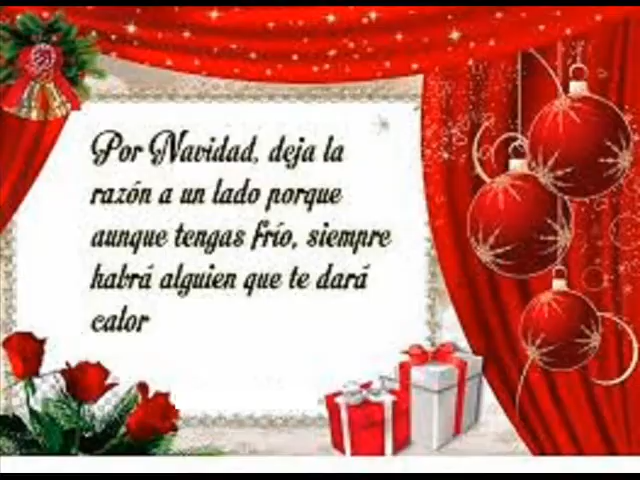 Por Navidad, deja la
razón a un lado porque
aunque tengas frío, siempre
habrá alguien que te dará
calor